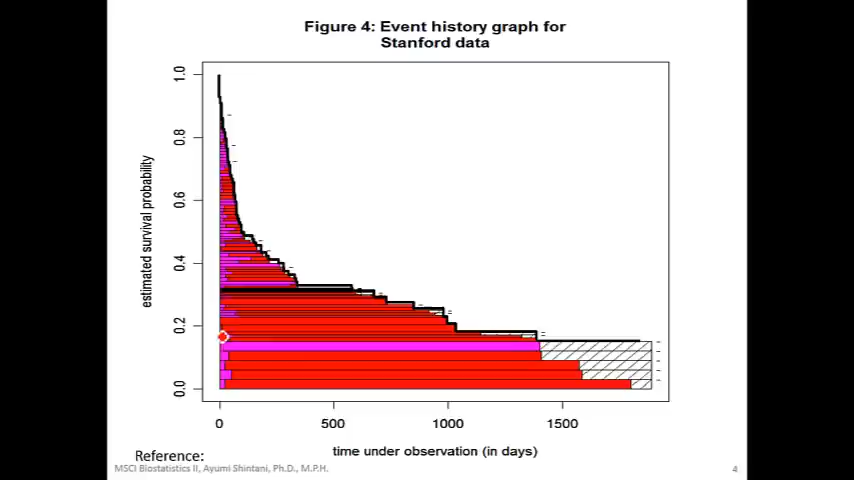 Figure 4: Event history graph for
Stanford data
estimated survival probability
1.0
0.8
0.6
0.4
0.2
0.0
0 500 1000 1500
time under observation (in days)
Reference:
MSCI Biostatistics II, Ayumi Shintani, Ph.D., M.P.H.
4